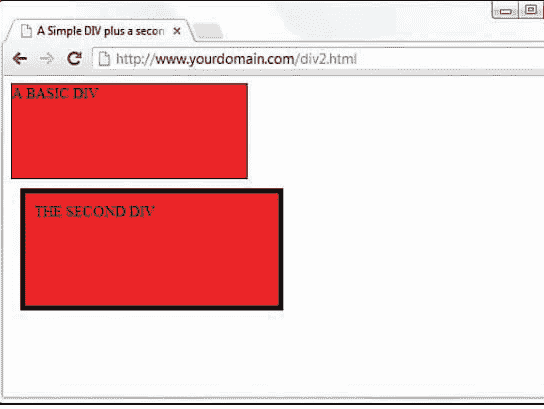 A Simple DIV plus a secon
http://www.yourdomain.com/div2.html
A BASIC DIV
THE SECOND DIV